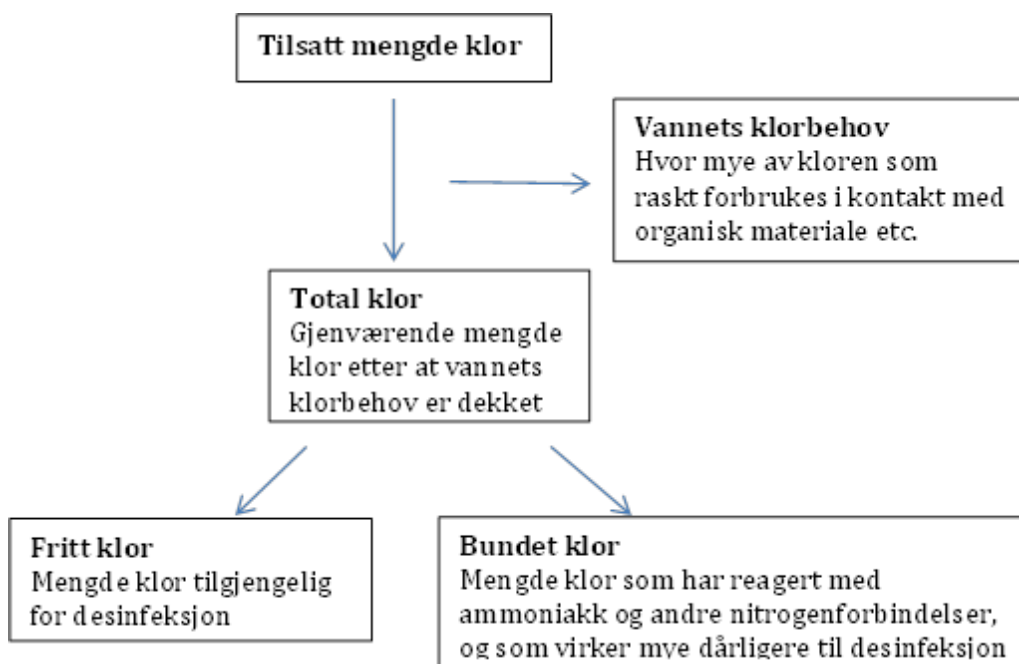 Tilsatt mengde klor
Vannets klorbehov
Hvor mye av kloren som
raskt forbrukes i kontakt med
organisk materiale etc.
Total klor
Gjenværende mengde
klor etter at vannets
klorbehov er dekket
Fritt klor
Mengde klor tilgjengelig
for desinfeksjon
Bundet klor
Mengde klor som har reagert med
ammoniakk og andre nitrogenforbindelser,
og som virker mye dårligere til desinfeksjon